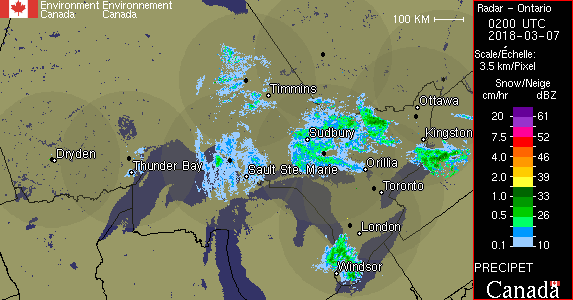 Environment Environnement
Canada Canada
100 KM
Radar - Ontario
0200 UTC
2018-03-07
Scale/Échelle:
3.5 km/Pixel
Snow/Neige
cm/hr dBZ
20 61
10 57
7.5 52
4.0 46
2.0 39
1.0 33
0.5 26
0.1 10
PRECIPET
Canada
Timmins
Ottawa
Kingston
Sudbury
Dryden
Thunder Bay
Sault Ste. Marie
Orillia
Toronto
London
Windsor